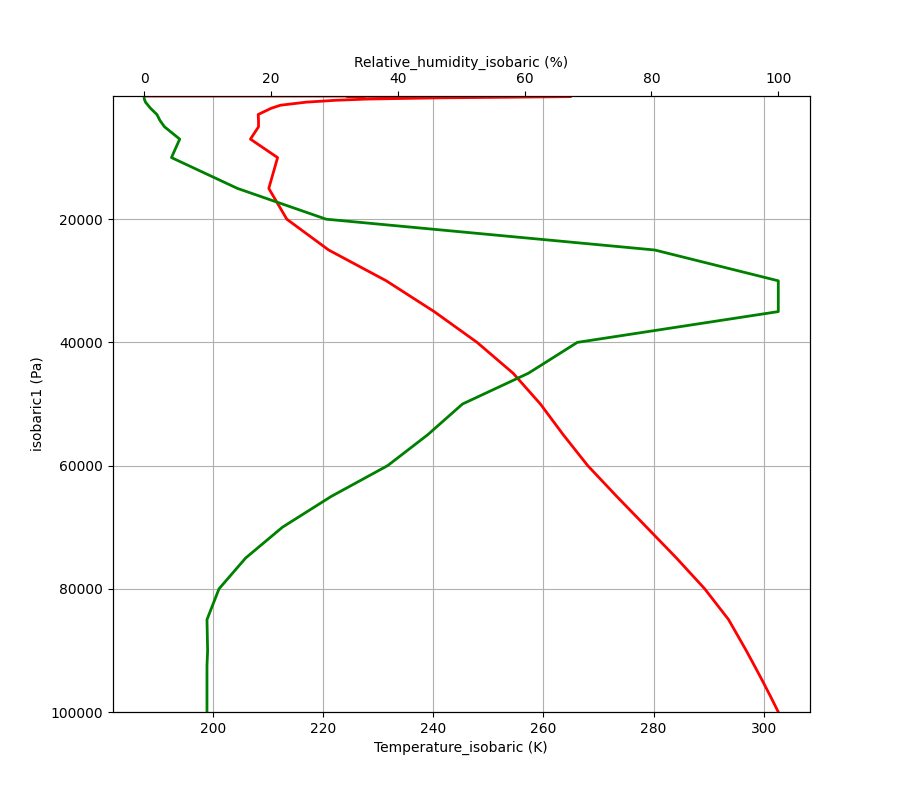 Relative_humidity_isobaric (%)
0 20 40 60 80 100
isobaric1 (Pa)
20000
40000
60000
80000
100000
200 220 240 260 280 300
Temperature_isobaric (K)